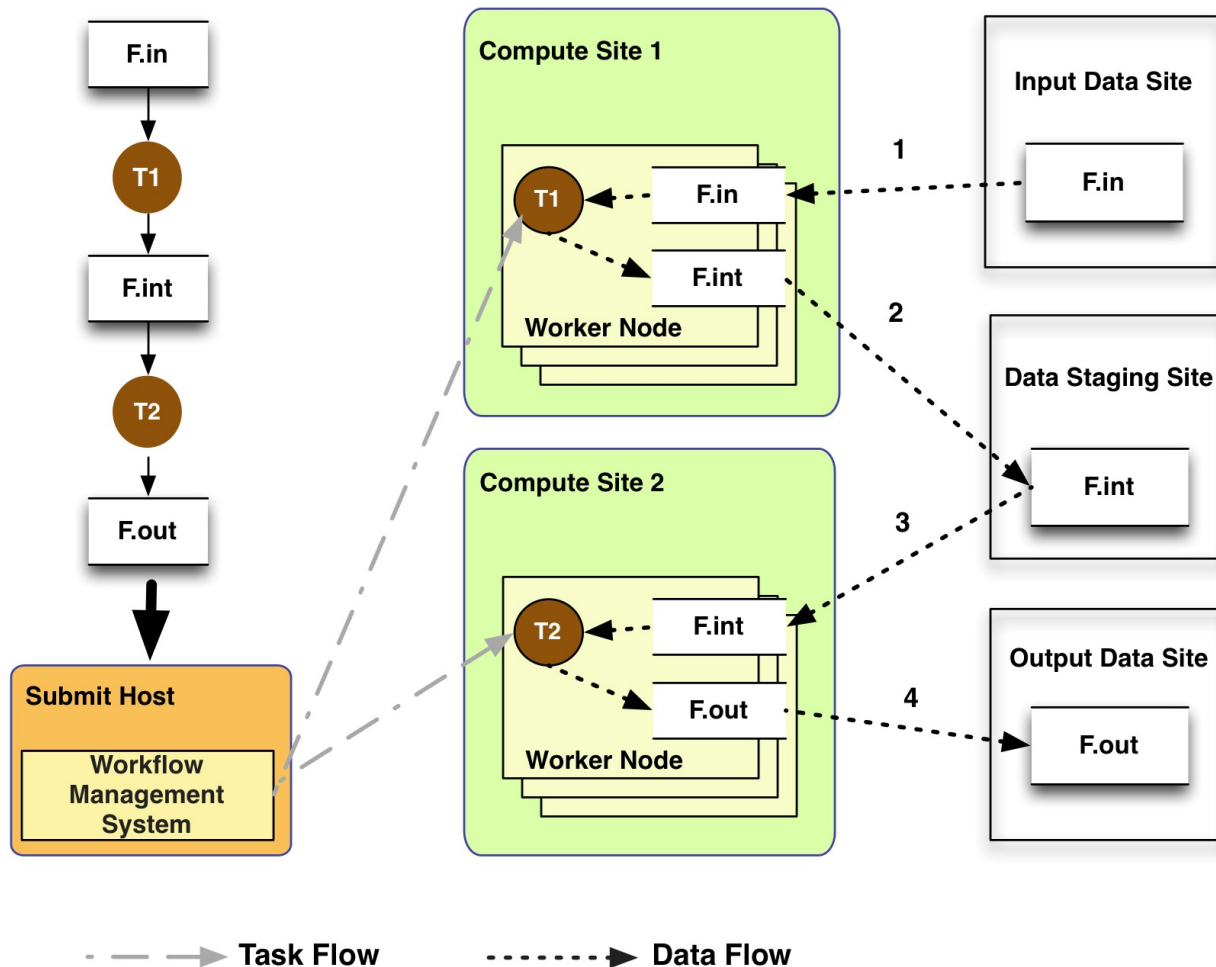 F.in
T1
F.int
T2
F.out
Submit Host
Workflow
Management
System
Compute Site 1
T1
F.in
F.int
Worker Node
Compute Site 2
T2
F.int
F.out
Worker Node
1
2
3
4
Input Data Site
F.in
Data Staging Site
F.int
Output Data Site
F.out
Task Flow
Data Flow